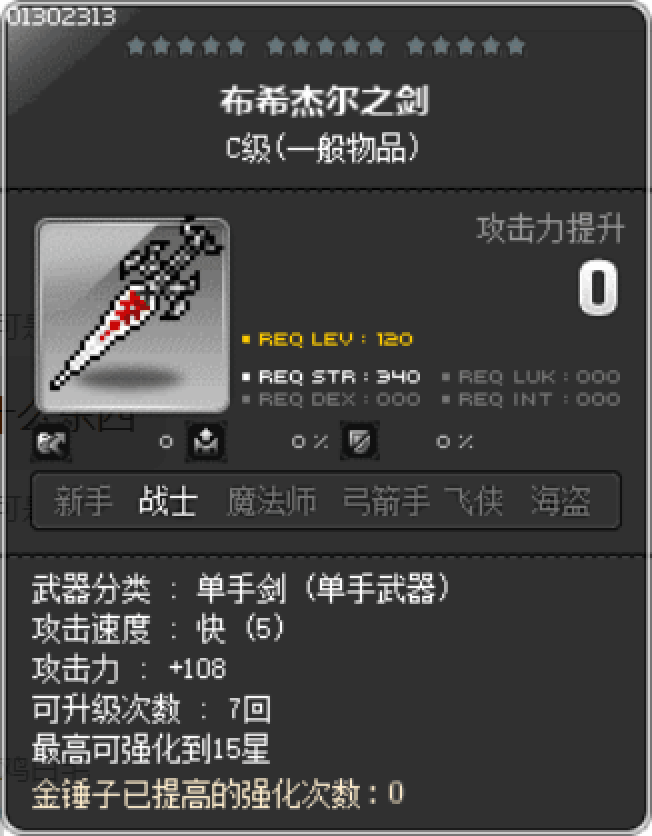 01302313
布希杰尔之剑
C级(一般物品)
攻击力提升
0
REQ LEV : 120
REQ STR : 340 REQ LUK : 000
REQ DEX : 000 REQ INT : 000
0 0 % 0 %
新手 战士 魔法师 弓箭手 飞侠 海盗
武器分类 : 单手剑 (单手武器)
攻击速度 : 快 (5)
攻击力 : +108
可升级次数 : 7回
最高可强化到15星
金锤子已提高的强化次数: 0